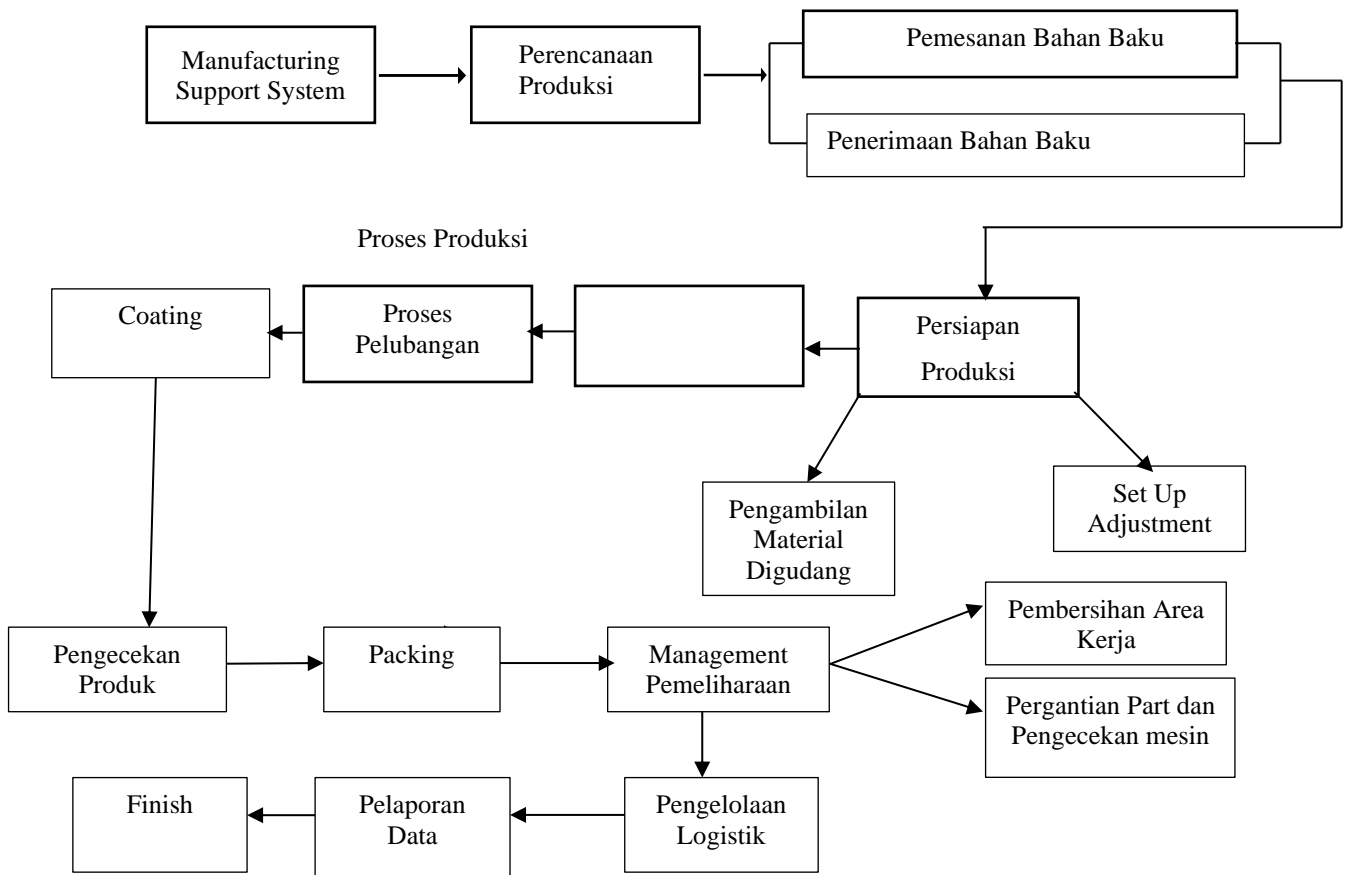 Manufacturing
Support System
Perencanaan
Produksi
Pemesanan Bahan Baku
Penerimaan Bahan Baku
Proses Produksi
Coating
Proses
Pelubangan
Persiapan
Produksi
Pengambilan
Material
Digudang
Set Up
Adjustment
Pengecekan
Produk
Packing
Management
Pemeliharaan
Pembersihan Area
Kerja
Pergantian Part dan
Pengecekan mesin
Finish
Pelaporan
Data
Pengelolaan
Logistik